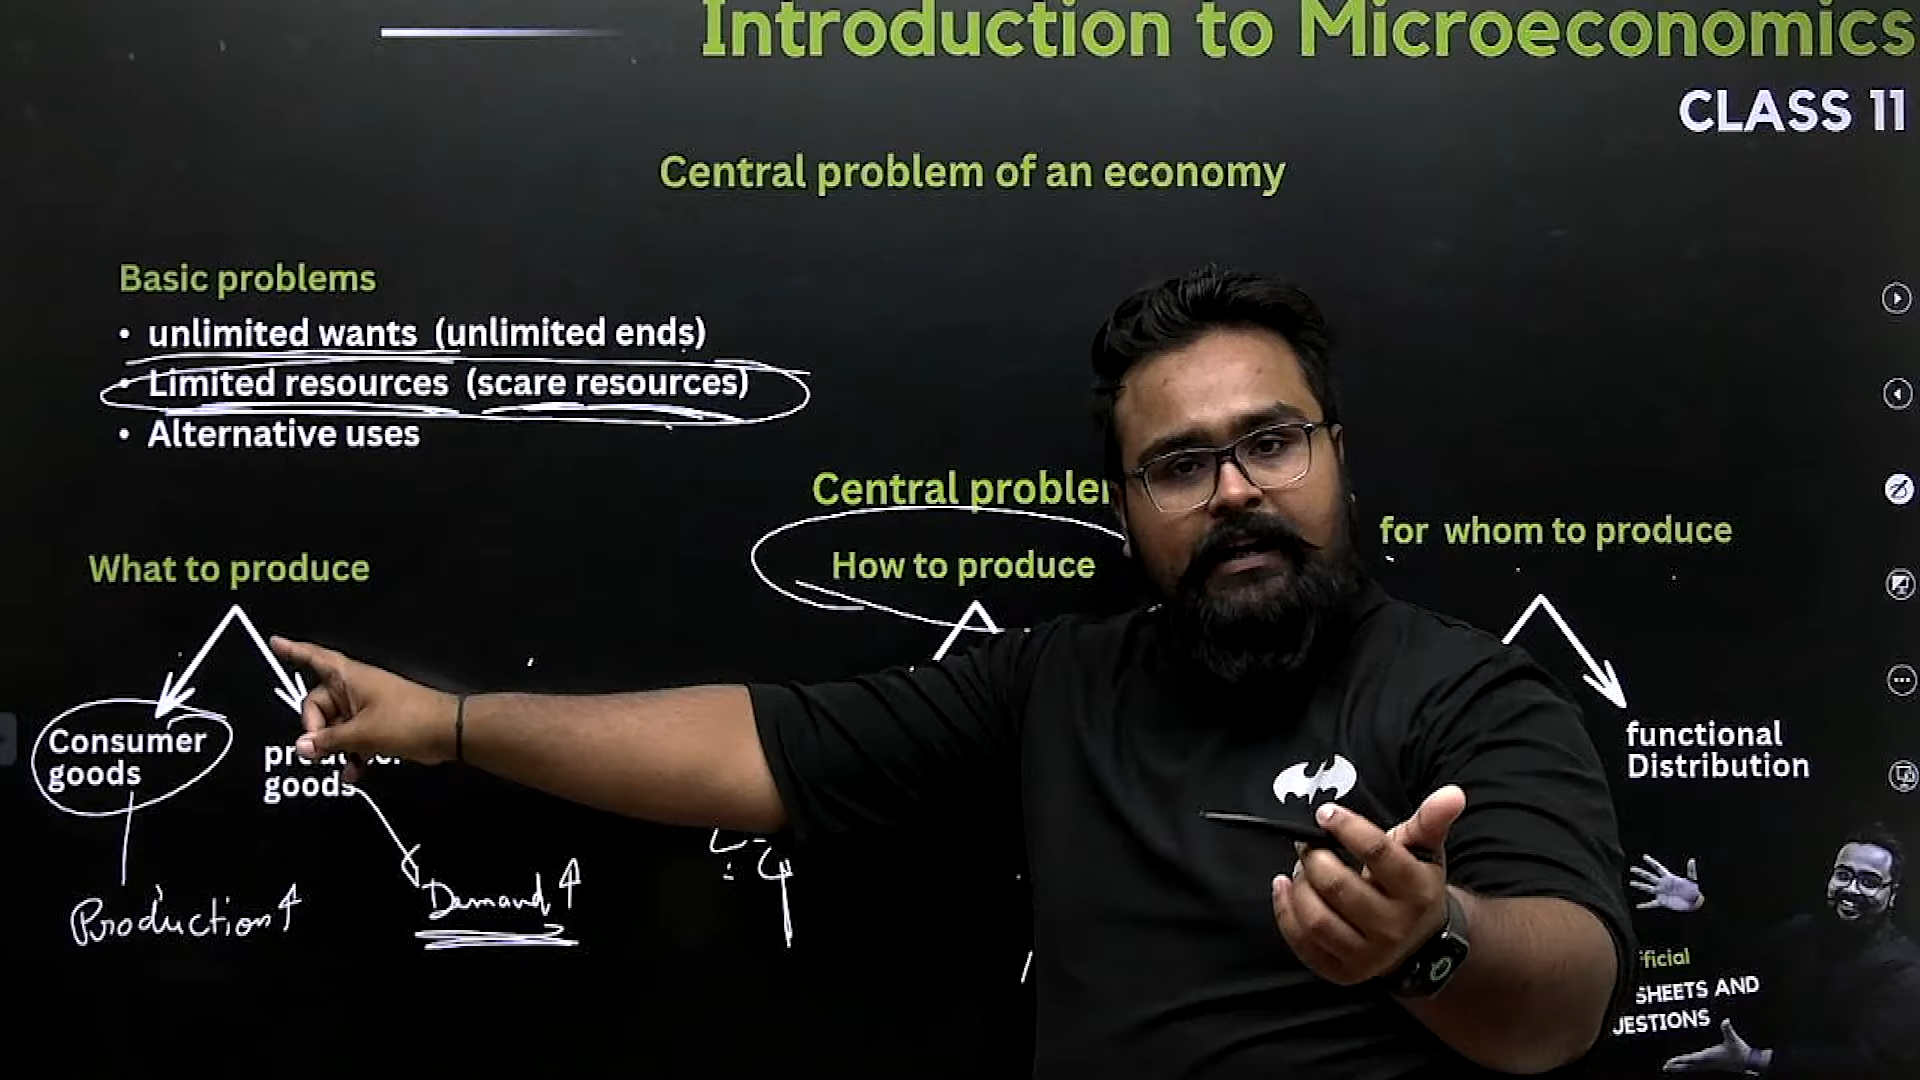 Introduction to Microeconomics
CLASS 11
Central problem of an economy
Basic problems
• unlimited wants (unlimited ends)
• Limited resources (scare resources)
• Alternative uses
Central
What to produce
How to produce
for whom to produce
Consumer
goods
goods
functional
Distribution
Production↑
Demand↑
SHEETS AND